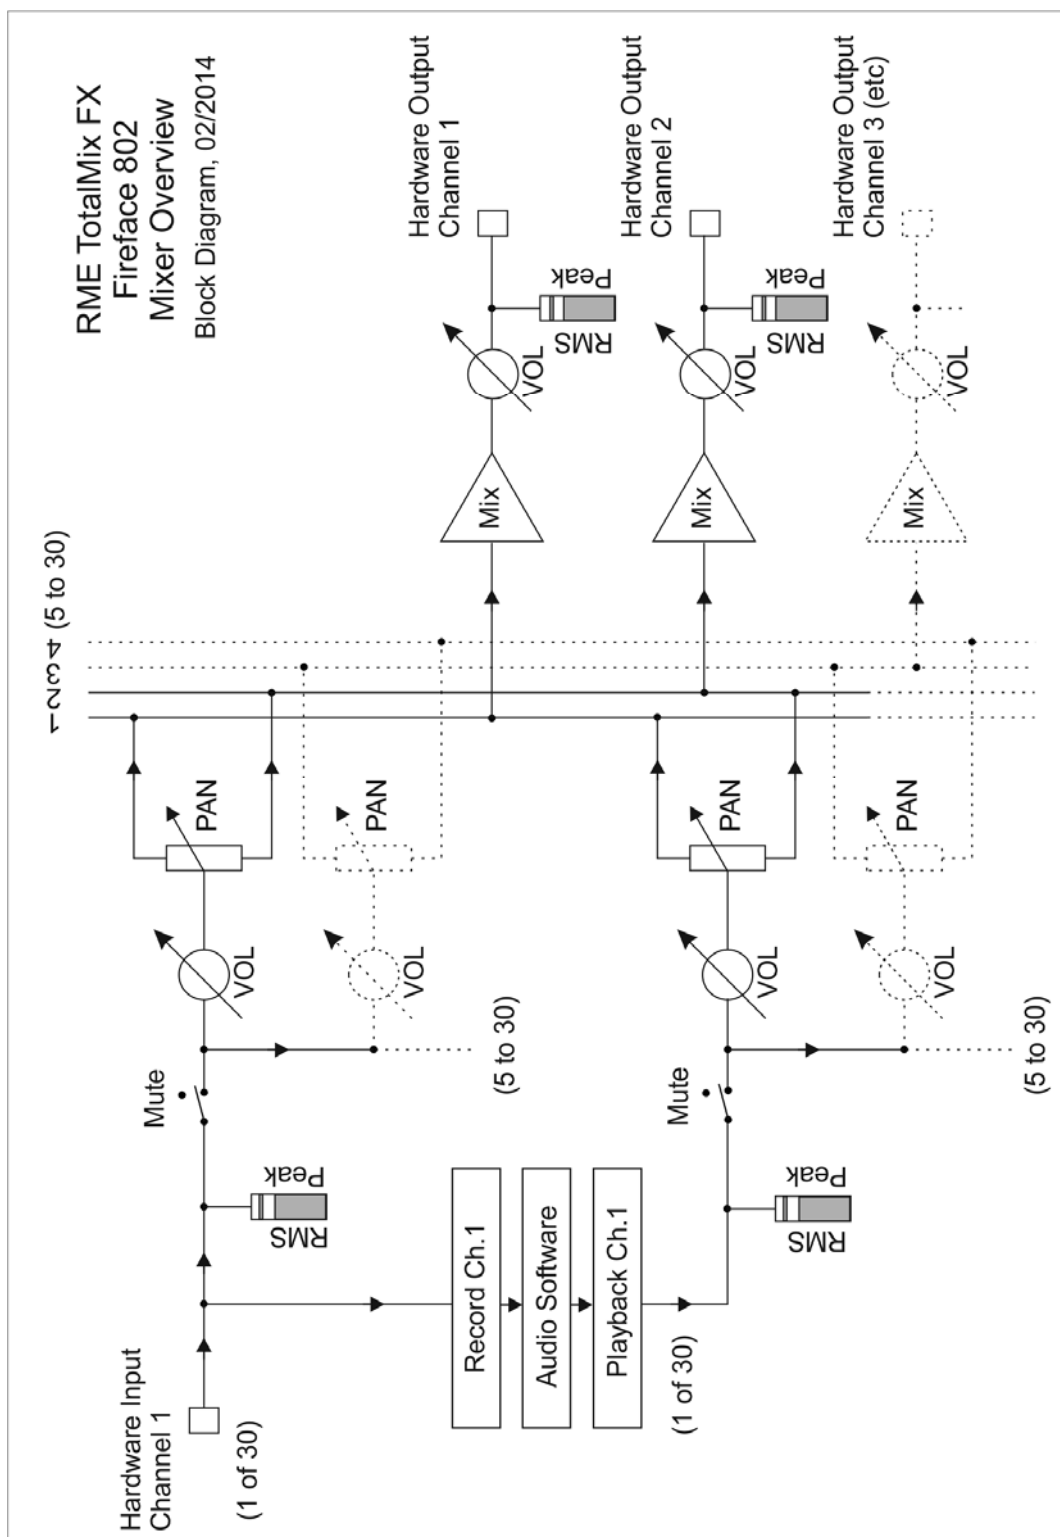 RME TotalMix FX
Fireface 802
Mixer Overview
Block Diagram, 02/2014
Hardware Input
Channel 1
(1 of 30)
RMS
Peak
Mute
(5 to 30)
VOL
PAN
VOL
PAN
1 2 3 4 (5 to 30)
Mix
VOL
RMS
Peak
Hardware Output
Channel 1
Record Ch.1
Audio Software
Playback Ch.1
(1 of 30)
Mix
VOL
RMS
Peak
Hardware Output
Channel 2
RMS
Peak
Mute
(5 to 30)
VOL
PAN
VOL
PAN
Mix
VOL
Hardware Output
Channel 3 (etc)